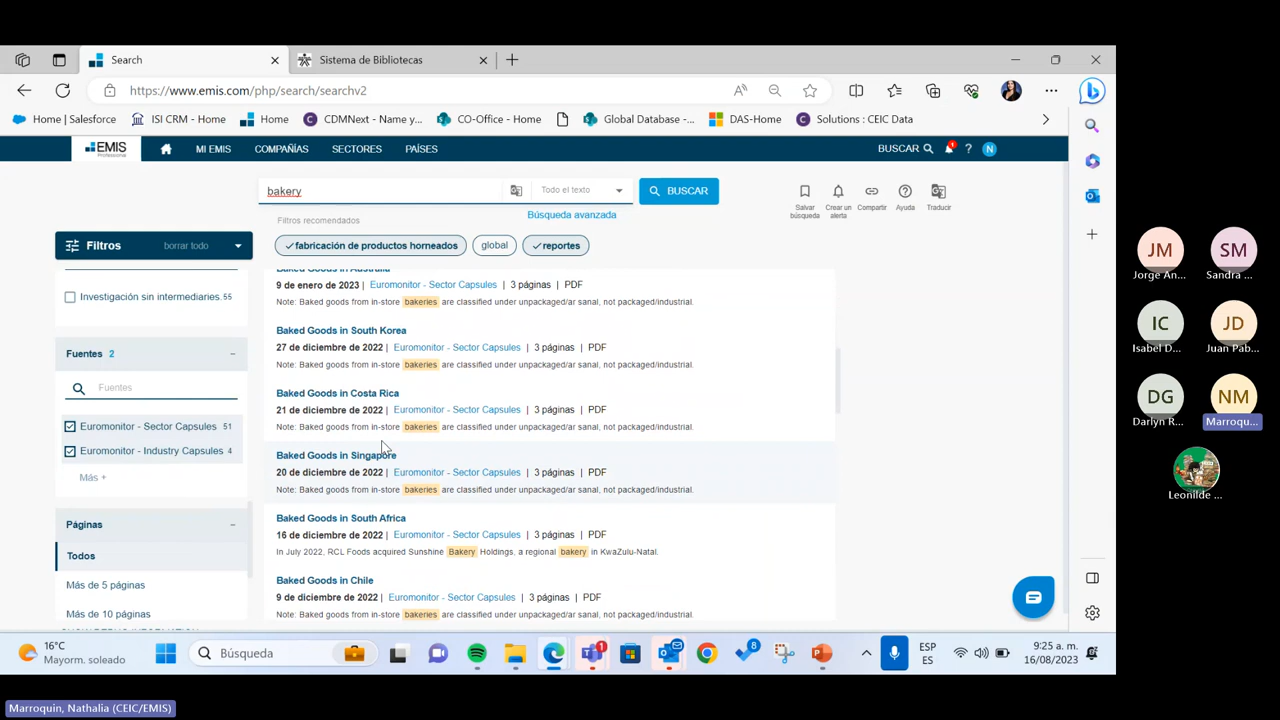 Search
Sistema de Bibliotecas
https://www.emis.com/php/search/searchv2
Home | Salesforce
ISI CRM - Home
Home
CDMNext - Name y...
CO-Office - Home
Global Database -...
DAS-Home
Solutions : CEIC Data
EMIS
Professional
MI EMIS
COMPAÑÍAS
SECTORES
PAÍSES
BUSCAR
1
?
N
bakery
Todo el texto
BUSCAR
Búsqueda avanzada
Salvar búsqueda
Crear un alerta
Compartir
Ayuda
Traducir
Filtros recomendados
fabricación de productos horneados
global
reportes
Filtros
borrar todo
Investigación sin intermediaries. 55
Fuentes 2
Fuentes
Euromonitor - Sector Capsules 51
Euromonitor - Industry Capsules 4
Más +
Páginas
Todos
Más de 5 páginas
Más de 10 páginas
Baked Goods in Australia
9 de enero de 2023 | Euromonitor - Sector Capsules | 3 páginas | PDF
Note: Baked goods from in-store bakeries are classified under unpackaged/ar sanal, not packaged/industrial.
Baked Goods in South Korea
27 de diciembre de 2022 | Euromonitor - Sector Capsules | 3 páginas | PDF
Note: Baked goods from in-store bakeries are classified under unpackaged/ar sanal, not packaged/industrial.
Baked Goods in Costa Rica
21 de diciembre de 2022 | Euromonitor - Sector Capsules | 3 páginas | PDF
Note: Baked goods from in-store bakeries are classified under unpackaged/ar sanal, not packaged/industrial.
Baked Goods in Singapore
20 de diciembre de 2022 | Euromonitor - Sector Capsules | 3 páginas | PDF
Note: Baked goods from in-store bakeries are classified under unpackaged/ar sanal, not packaged/industrial.
Baked Goods in South Africa
16 de diciembre de 2022 | Euromonitor - Sector Capsules | 3 páginas | PDF
In July 2022, RCL Foods acquired Sunshine Bakery Holdings, a regional bakery in KwaZulu-Natal.
Baked Goods in Chile
9 de diciembre de 2022 | Euromonitor - Sector Capsules | 3 páginas | PDF
Note: Baked goods from in-store bakeries are classified under unpackaged/ar sanal, not packaged/industrial.
JM
Jorge An...
SM
Sandra ...
IC
Isabel D...
JD
Juan Pab...
DG
Darlyn R...
NM
Marroqu...
Leonilde ...
16°C
Mayorm. soleado
Búsqueda
1
8
ESP
ES
9:25 a. m.
16/08/2023
Marroquin, Nathalia (CEIC/EMIS)